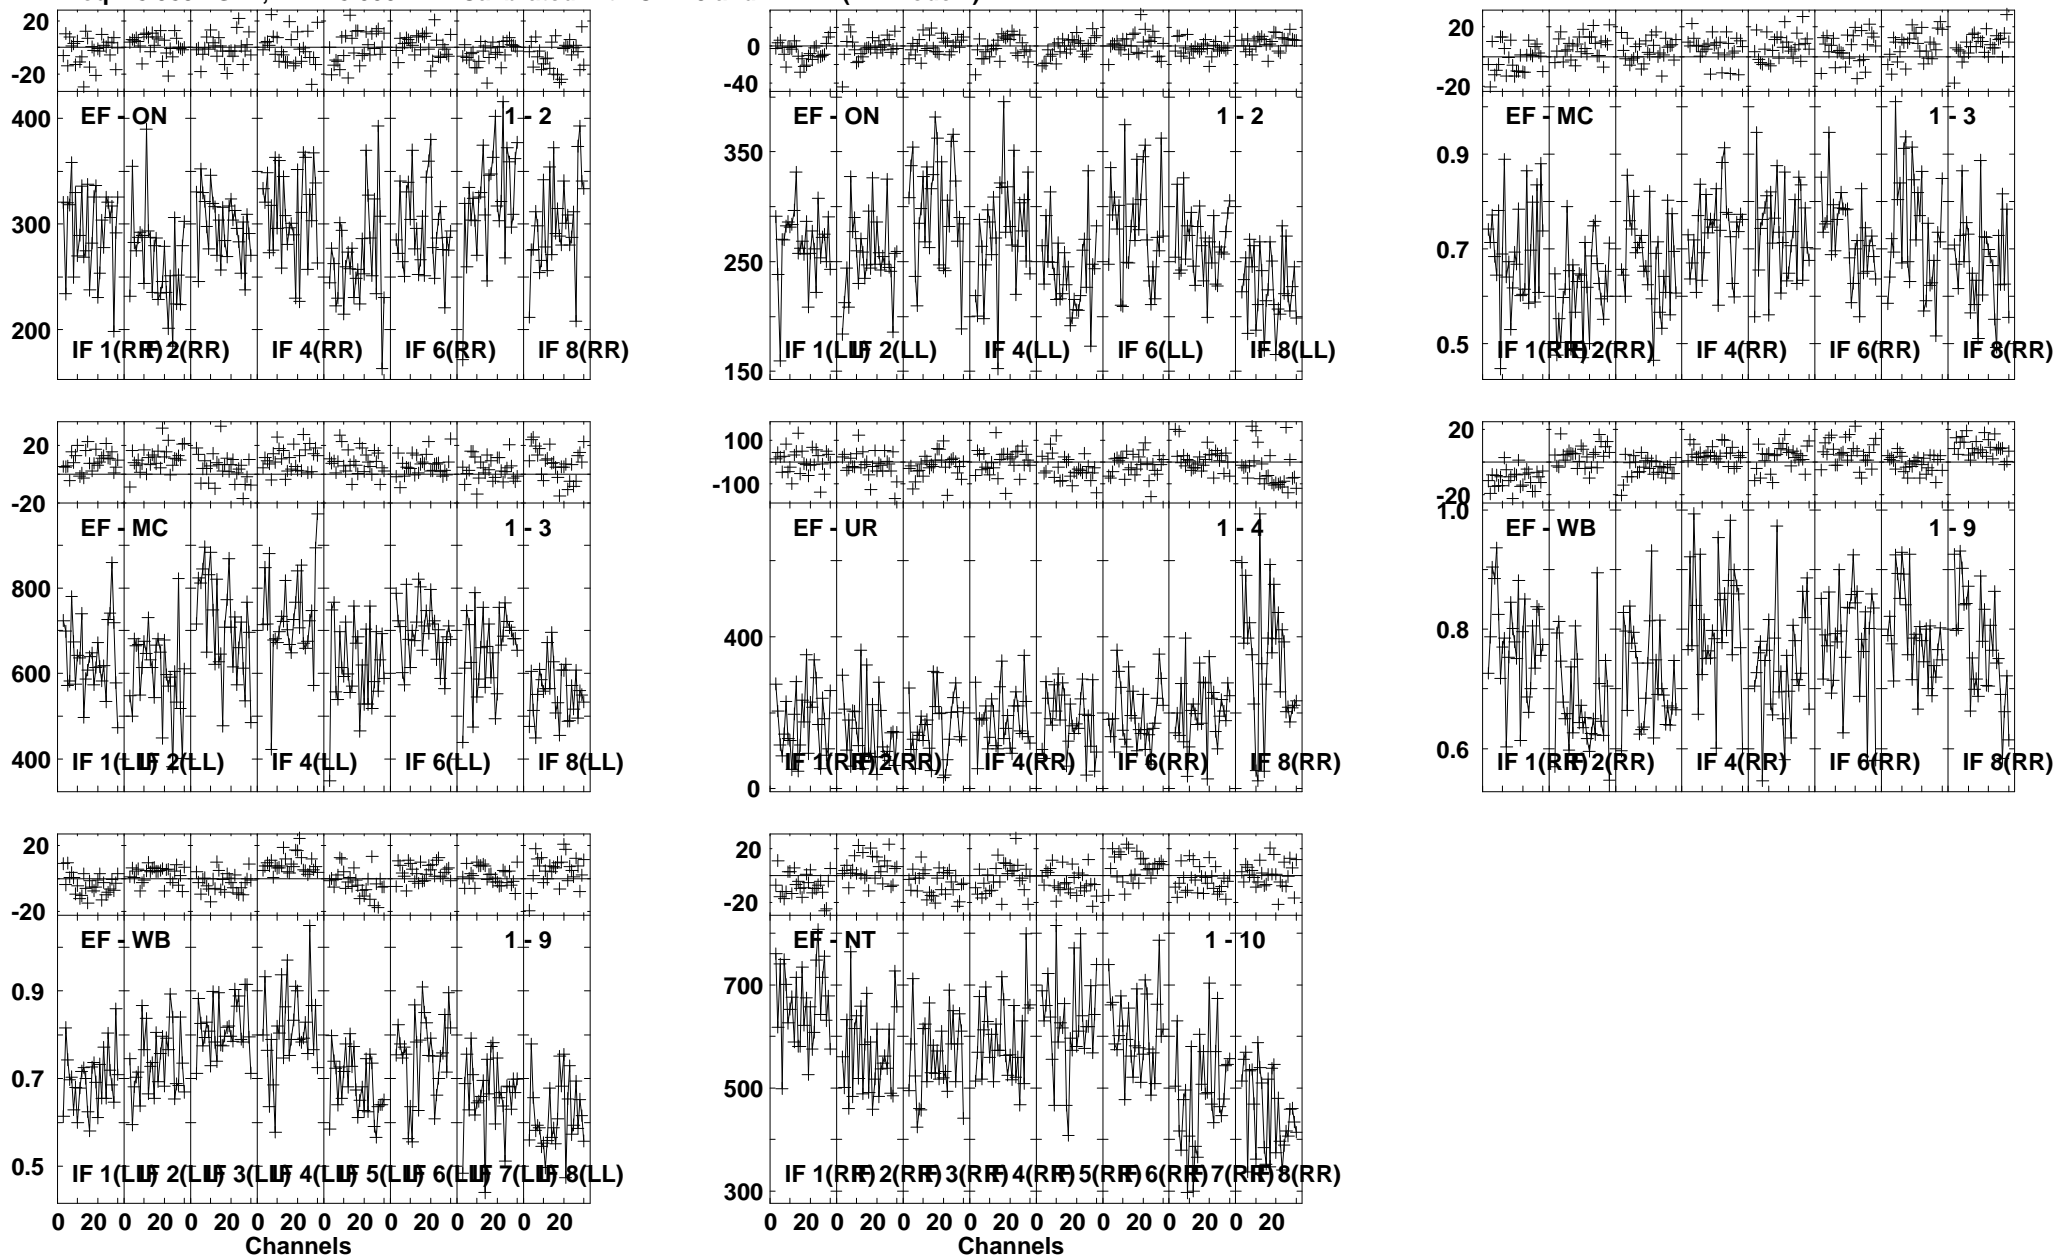 20
-20
400
300
200
EF - ON 1 - 2
IF 1(RR) IF 2(RR) IF 4(RR) IF 6(RR) IF 8(RR)
0
-40
350
250
150
EF - ON 1 - 2
IF 1(LL) IF 2(LL) IF 4(LL) IF 6(LL) IF 8(LL)
20
-20
0.9
0.7
0.5
EF - MC 1 - 3
IF 1(RR) IF 2(RR) IF 4(RR) IF 6(RR) IF 8(RR)
20
-20
800
600
400
EF - MC 1 - 3
IF 1(LL) IF 2(LL) IF 4(LL) IF 6(LL) IF 8(LL)
100
-100
400
0
EF - UR 1 - 4
IF 1(RR) IF 2(RR) IF 4(RR) IF 6(RR) IF 8(RR)
20
-20
1.0
0.8
0.6
EF - WB 1 - 9
IF 1(RR) IF 2(RR) IF 4(RR) IF 6(RR) IF 8(RR)
20
-20
0.9
0.7
0.5
EF - WB 1 - 9
IF 1(LL) IF 2(LL) IF 3(LL) IF 4(LL) IF 5(LL) IF 6(LL) IF 7(LL) IF 8(LL)
0 20 0 20 0 20 0 20 0 20 0 20 0 20 0 20
Channels
20
-20
700
500
300
EF - NT 1 - 10
IF 1(RR) IF 2(RR) IF 3(RR) IF 4(RR) IF 5(RR) IF 6(RR) IF 7(RR) IF 8(RR)
0 20 0 20 0 20 0 20 0 20 0 20 0 20 0 20
Channels